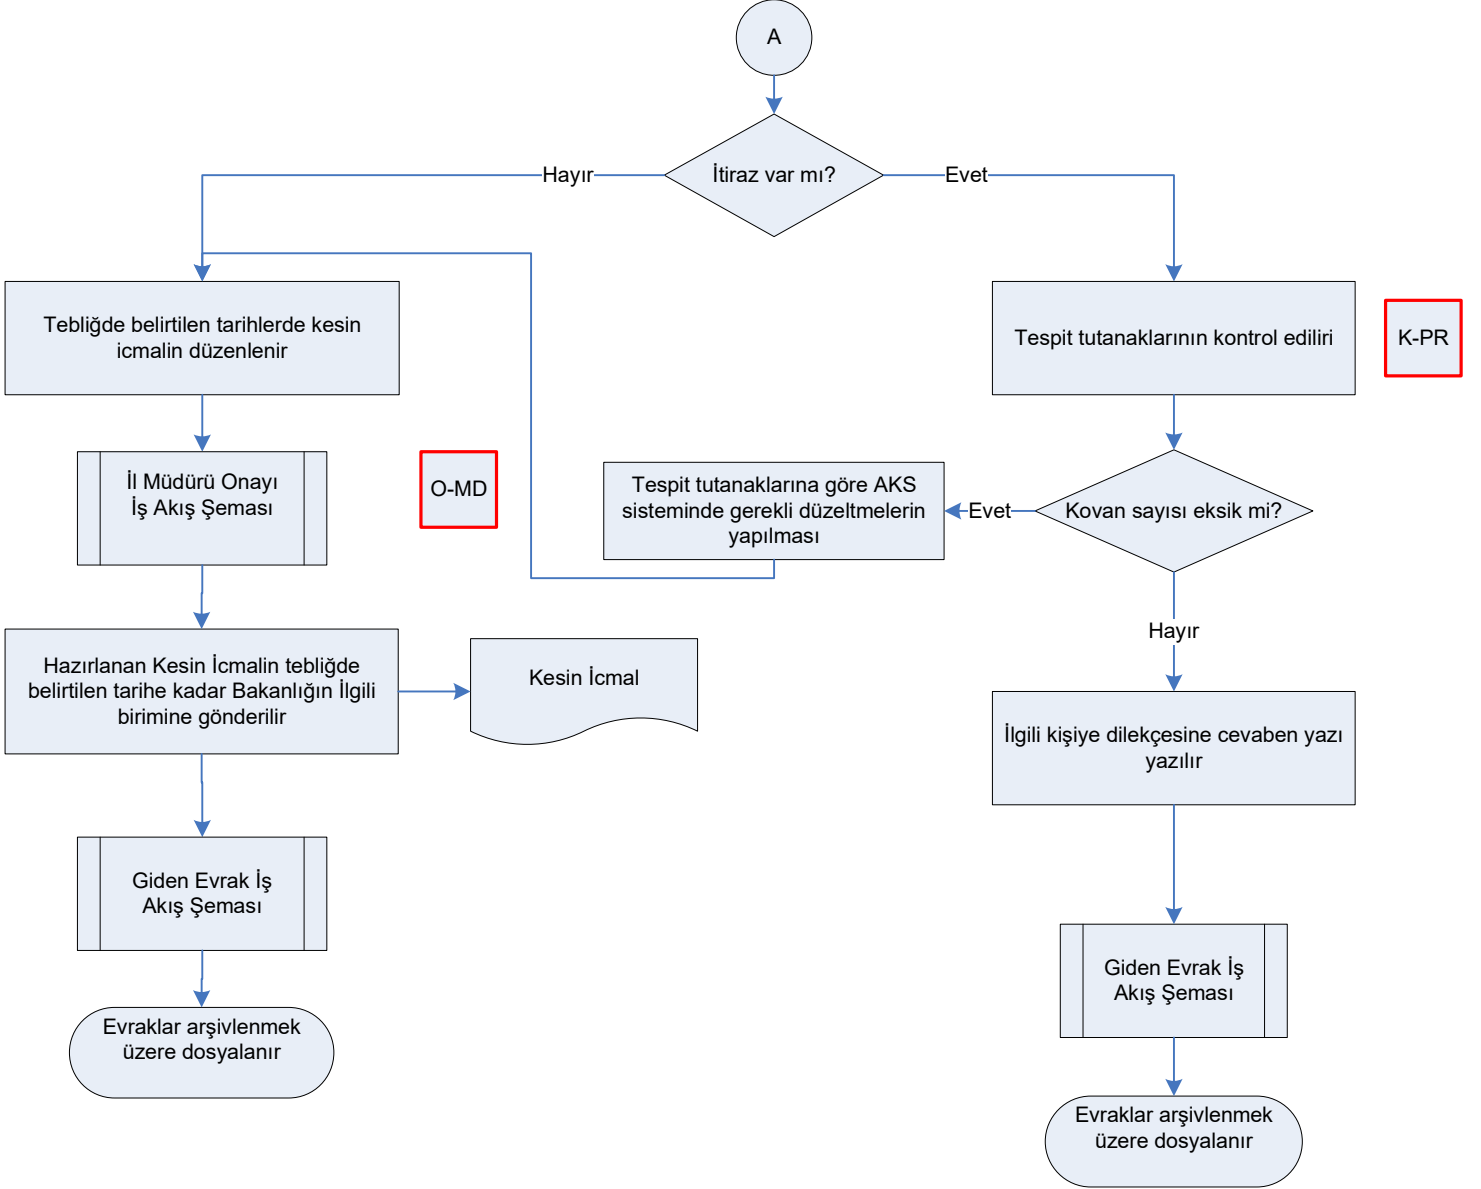 A
İtiraz var mı?
Hayır
Evet
Tebliğde belirtilen tarihlerde kesin
icmalin düzenlenir
Tespit tutanaklarının kontrol ediliri
K-PR
İl Müdürü Onayı
İş Akış Şeması
O-MD
Tespit tutanaklarına göre AKS
sisteminde gerekli düzeltmelerin
yapılması
Evet
Kovan sayısı eksik mi?
Hayır
Hazırlanan Kesin İcmalin tebliğde
belirtilen tarihe kadar Bakanlığın İlgili
birimine gönderilir
Kesin İcmal
İlgili kişiye dilekçesine cevaben yazı
yazılır
Giden Evrak İş
Akış Şeması
Giden Evrak İş
Akış Şeması
Evraklar arşivlenmek
üzere dosyalanır
Evraklar arşivlenmek
üzere dosyalanır